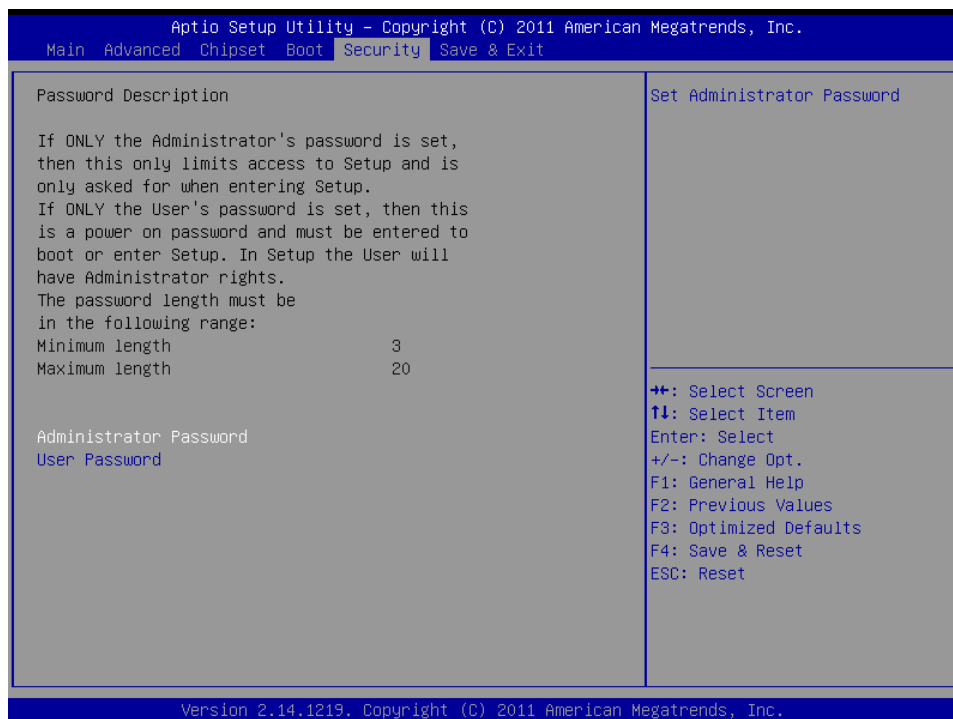 Aptio Setup Utility – Copyright (C) 2011 American Megatrends, Inc.
Main Advanced Chipset Boot Security Save & Exit
Password Description
If ONLY the Administrator's password is set,
then this only limits access to Setup and is
only asked for when entering Setup.
If ONLY the User's password is set, then this
is a power on password and must be entered to
boot or enter Setup. In Setup the User will
have Administrator rights.
The password length must be
in the following range:
Minimum length 3
Maximum length 20
Administrator Password
User Password
Set Administrator Password
→←: Select Screen
↑↓: Select Item
Enter: Select
+/-: Change Opt.
F1: General Help
F2: Previous Values
F3: Optimized Defaults
F4: Save & Reset
ESC: Reset
Version 2.14.1219. Copyright (C) 2011 American Megatrends, Inc.